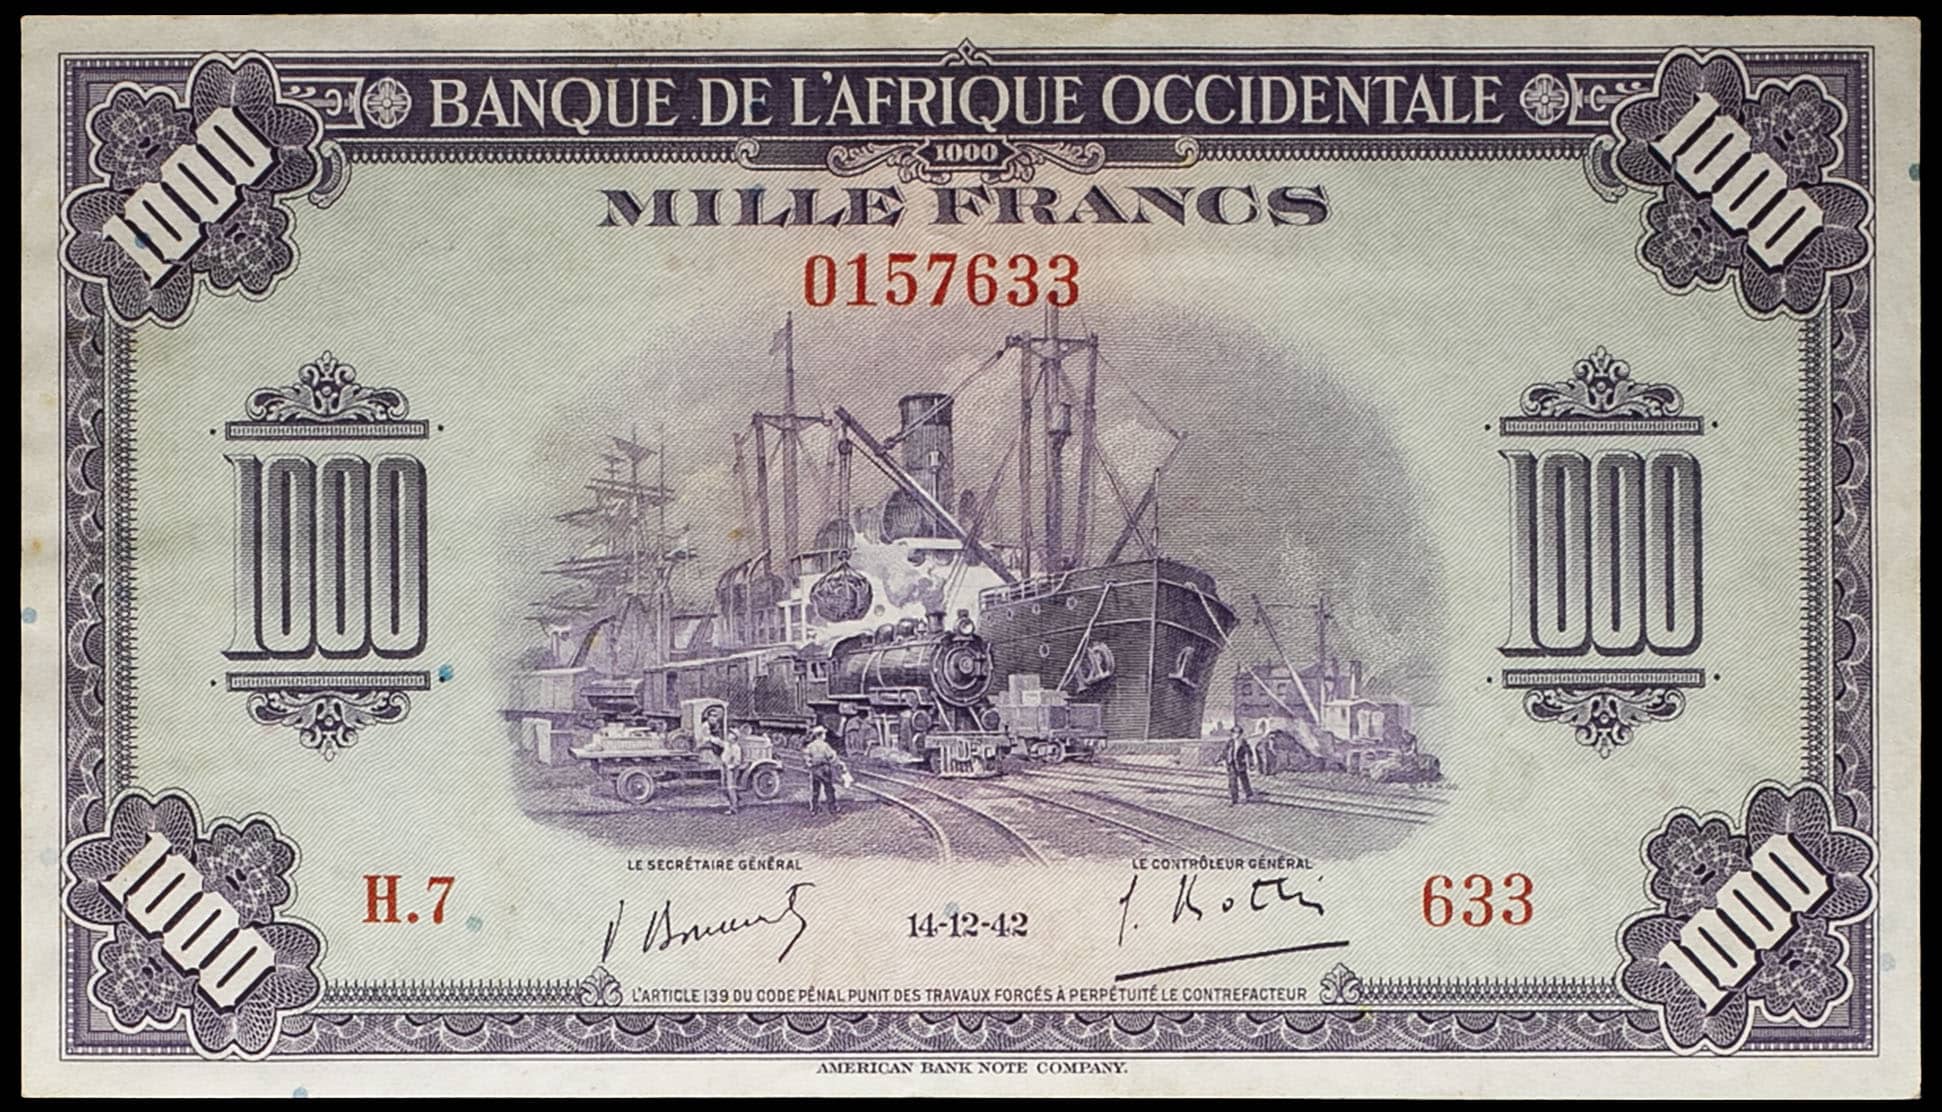 BANQUE DE L'AFRIQUE OCCIDENTALE
1000
1000
1000
MILLE FRANCS
0157633
1000
1000
LE SECRÉTAIRE GÉNÉRAL
LE CONTRÔLEUR GÉNÉRAL
H.7
14-12-42
633
1000
1000
L'ARTICLE 139 DU CODE PÉNAL PUNIT DES TRAVAUX FORCÉS À PERPÉTUITÉ LE CONTREFACTEUR
AMERICAN BANK NOTE COMPANY.